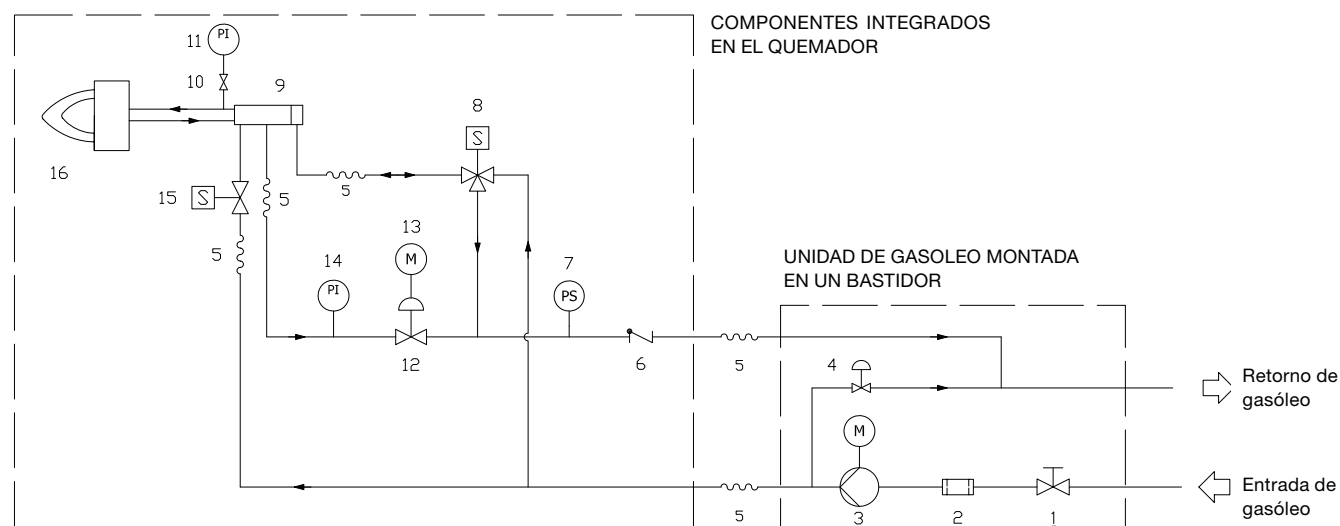 COMPONENTES INTEGRADOS
EN EL QUEMADOR
11 PI
10
9
8
S
16
15 S
5
5
5
13
M
14
PI
7
PS
12
6
5
UNIDAD DE GASOLEO MONTADA
EN UN BASTIDOR
4
Retorno de
gasóleo
M
Entrada de
gasóleo
5
3
2
1